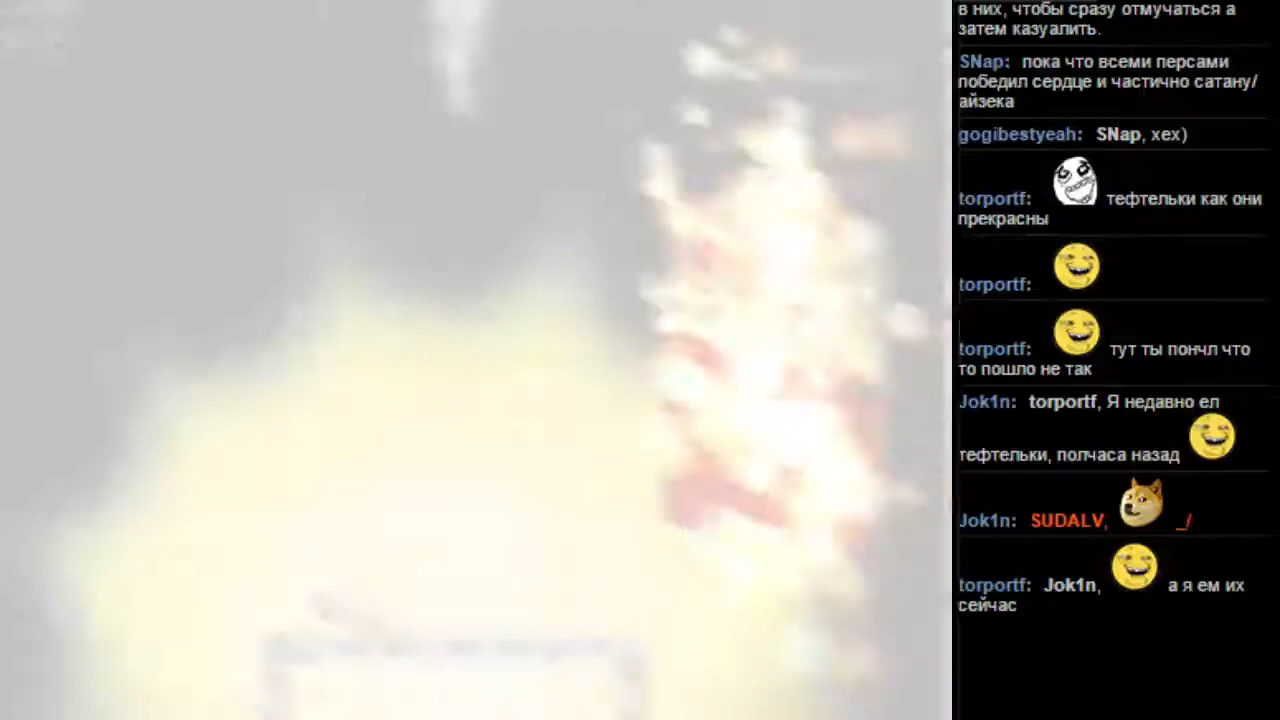 в них, чтобы сразу отмучаться а
затем казуалить.
SNap: пока что всеми персами
победил сердце и частично сатану/
айзека
gogibestyeah: SNap, хех)
torportf: тефтельки как они
прекрасны
torportf:
torportf: тут ты пончл что
то пошло не так
Jok1n: torportf, Я недавно ел
тефтельки, полчаса назад
Jok1n: SUDALV, _/
torportf: Jok1n, а я ем их
сейчас